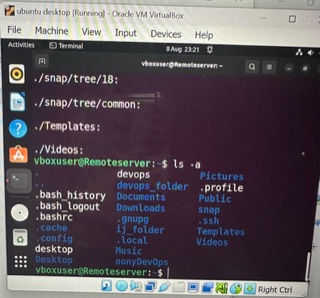 ubuntu desktop [Running] - Oracle VM VirtualBox
File Machine View Input Devices Help
Activities Terminal 8 Aug 23:21
vboxuser@Remoteserver: ~
./snap/tree/18:
./snap/tree/common:
./Templates:
./Videos:
vboxuser@Remoteserver:~$ ls -a
. devops Pictures
.. devops_folder .profile
.bash_history Documents Public
.bash_logout Downloads snap
.bashrc .gnupg .ssh
.cache ij_folder Templates
.config .local Videos
desktop Music
Desktop nonyDevOps
vboxuser@Remoteserver:~$
Right Ctrl